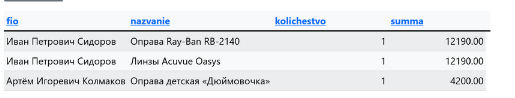 fio nazvanie kolichestvo summa
Иван Петрович Сидоров Оправа Ray-Ban RB-2140 1 12190.00
Иван Петрович Сидоров Линзы Acuvue Oasys 1 12190.00
Артём Игоревич Колмаков Оправа детская «Дюймовочка» 1 4200.00